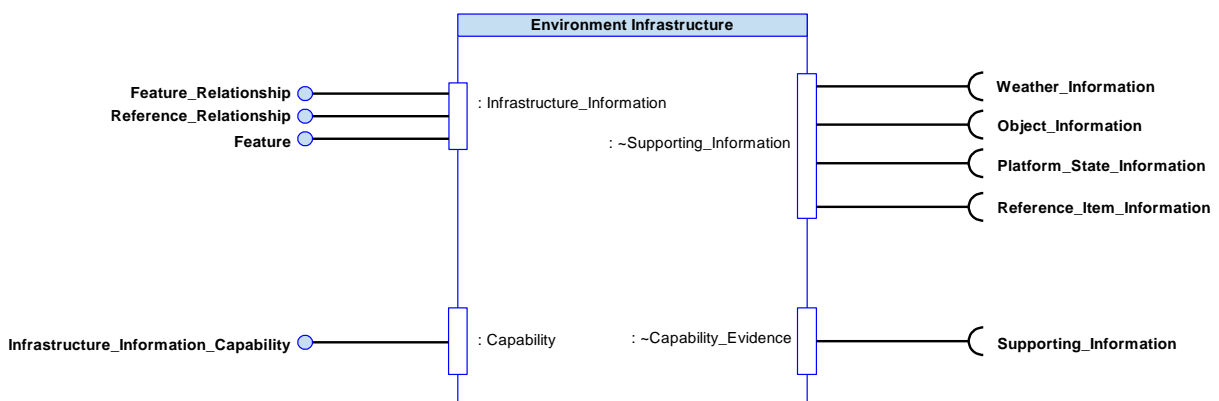 Environment Infrastructure
Feature_Relationship
Reference_Relationship
Feature
: Infrastructure_Information
: ~Supporting_Information
Weather_Information
Object_Information
Platform_State_Information
Reference_Item_Information
Infrastructure_Information_Capability
: Capability
: ~Capability_Evidence
Supporting_Information